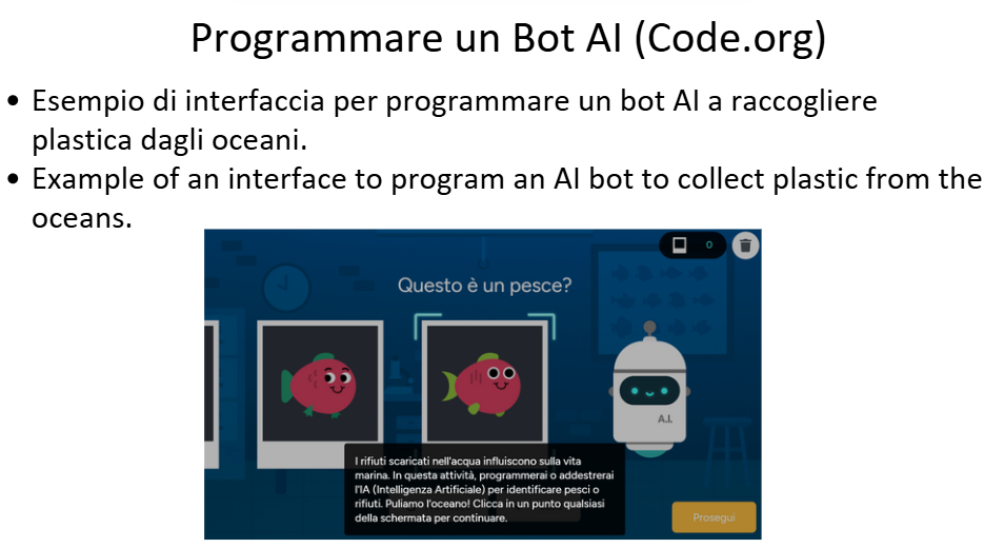 Programmare un Bot AI (Code.org)
• Esempio di interfaccia per programmare un bot AI a raccogliere
plastica dagli oceani.
• Example of an interface to program an AI bot to collect plastic from the
oceans.
0
Questo è un pesce?
A.I.
I rifiuti scaricati nell'acqua influiscono sulla vita
marina. In questa attività, programmerai o addestrerai
l'IA (Intelligenza Artificiale) per identificare pesci o
rifiuti. Puliamo l'oceano! Clicca in un punto qualsiasi
della schermata per continuare.
Prosegui